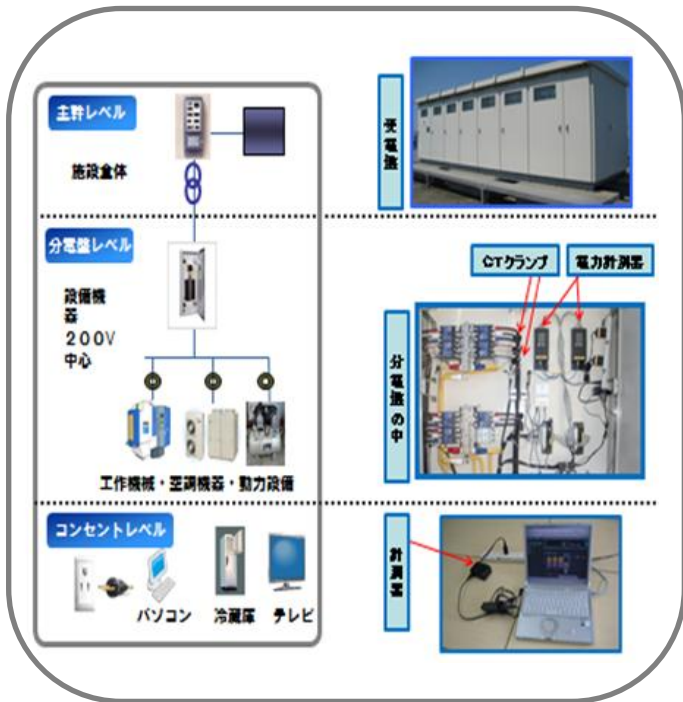 主幹レベル
施設全体
受電盤
分電盤レベル
設備機
器
200V
中心
工作機械・空調機器・動力設備
CTクランプ
電力計測器
分電盤の中
コンセントレベル
パソコン
冷蔵庫
テレビ
計測器